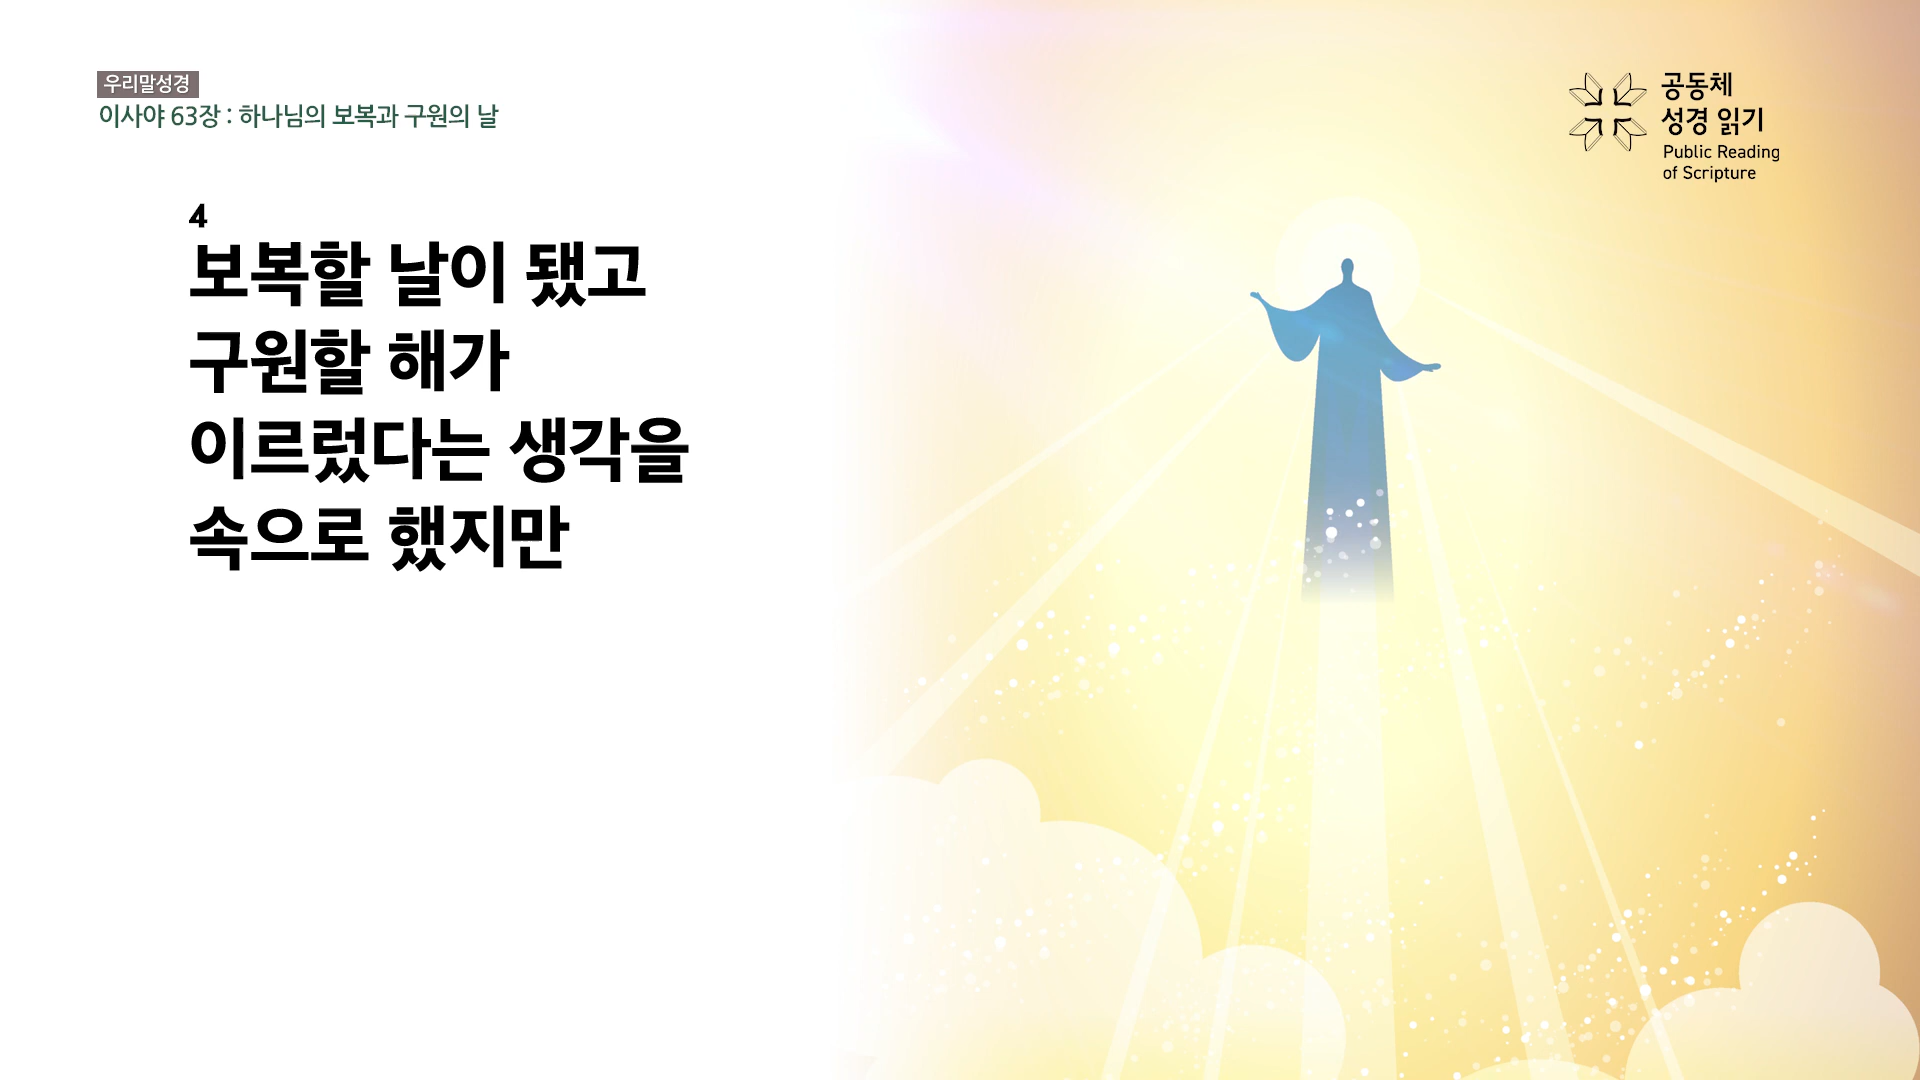 우리말성경
이사야 63장 : 하나님의 보복과 구원의 날
공동체
성경 읽기
Public Reading
of Scripture
4
보복할 날이 됐고
구원할 해가
이르렀다는 생각을
속으로 했지만